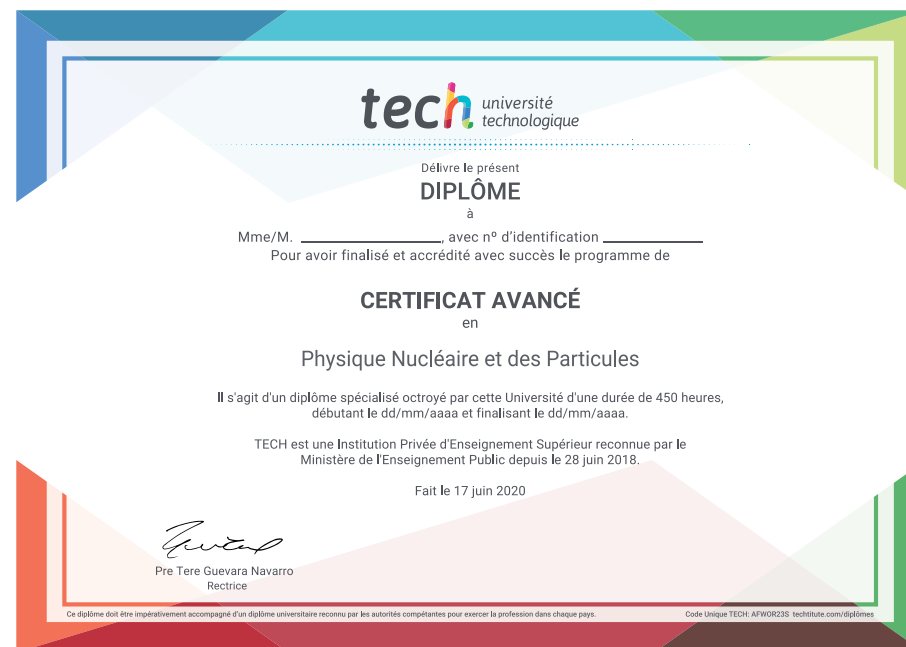 tech université
technologique
Délivre le présent
DIPLÔME
à
Mme/M. ____________________, avec nº d'identification ______________
Pour avoir finalisé et accrédité avec succès le programme de
CERTIFICAT AVANCÉ
en
Physique Nucléaire et des Particules
Il s'agit d'un diplôme spécialisé octroyé par cette Université d'une durée de 450 heures,
débutant le dd/mm/aaaa et finalisant le dd/mm/aaaa.
TECH est une Institution Privée d'Enseignement Supérieur reconnue par le
Ministère de l'Enseignement Public depuis le 28 juin 2018.
Fait le 17 juin 2020
Pre Tere Guevara Navarro
Rectrice
Ce diplôme doit être impérativement accompagné d'un diplôme universitaire reconnu par les autorités compétantes pour exercer la profession dans chaque pays.
Code Unique TECH: AFWOR23S techtitute.com/diplômes